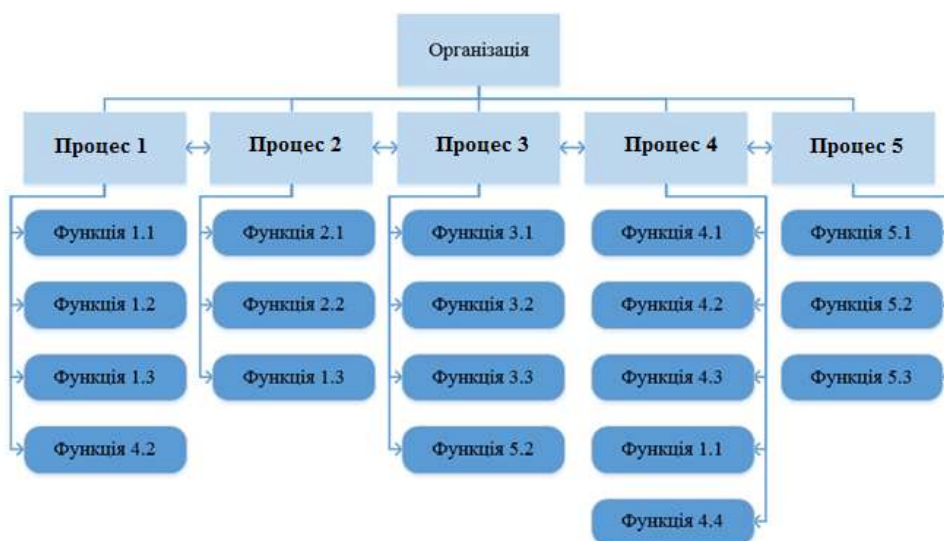 Організація
Процес 1
Процес 2
Процес 3
Процес 4
Процес 5
Функція 1.1
Функція 2.1
Функція 3.1
Функція 4.1
Функція 5.1
Функція 1.2
Функція 2.2
Функція 3.2
Функція 4.2
Функція 5.2
Функція 1.3
Функція 1.3
Функція 3.3
Функція 4.3
Функція 5.3
Функція 4.2
Функція 5.2
Функція 1.1
Функція 4.4